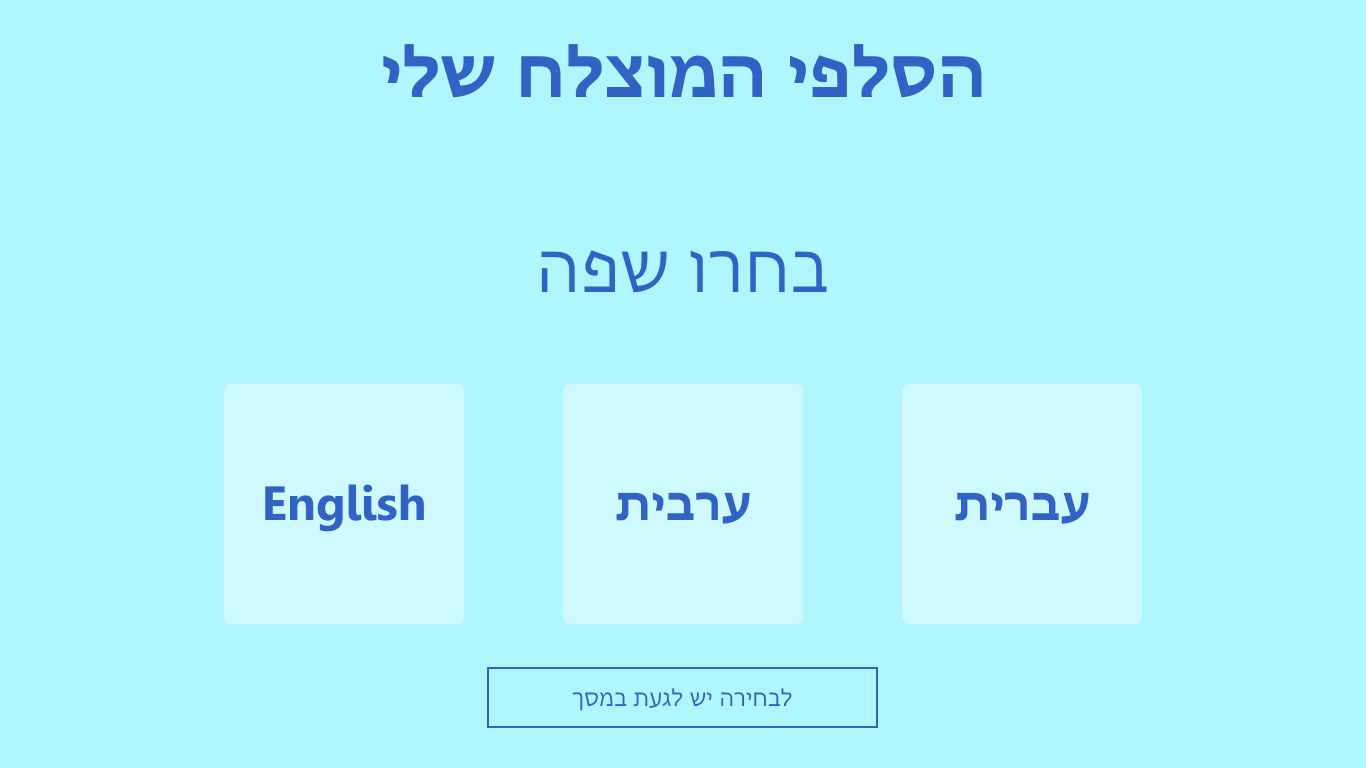 הסלפי המוצלח שלי
בחרו שפה
עברית
ערבית
English
לבחירה יש לגעת במסך